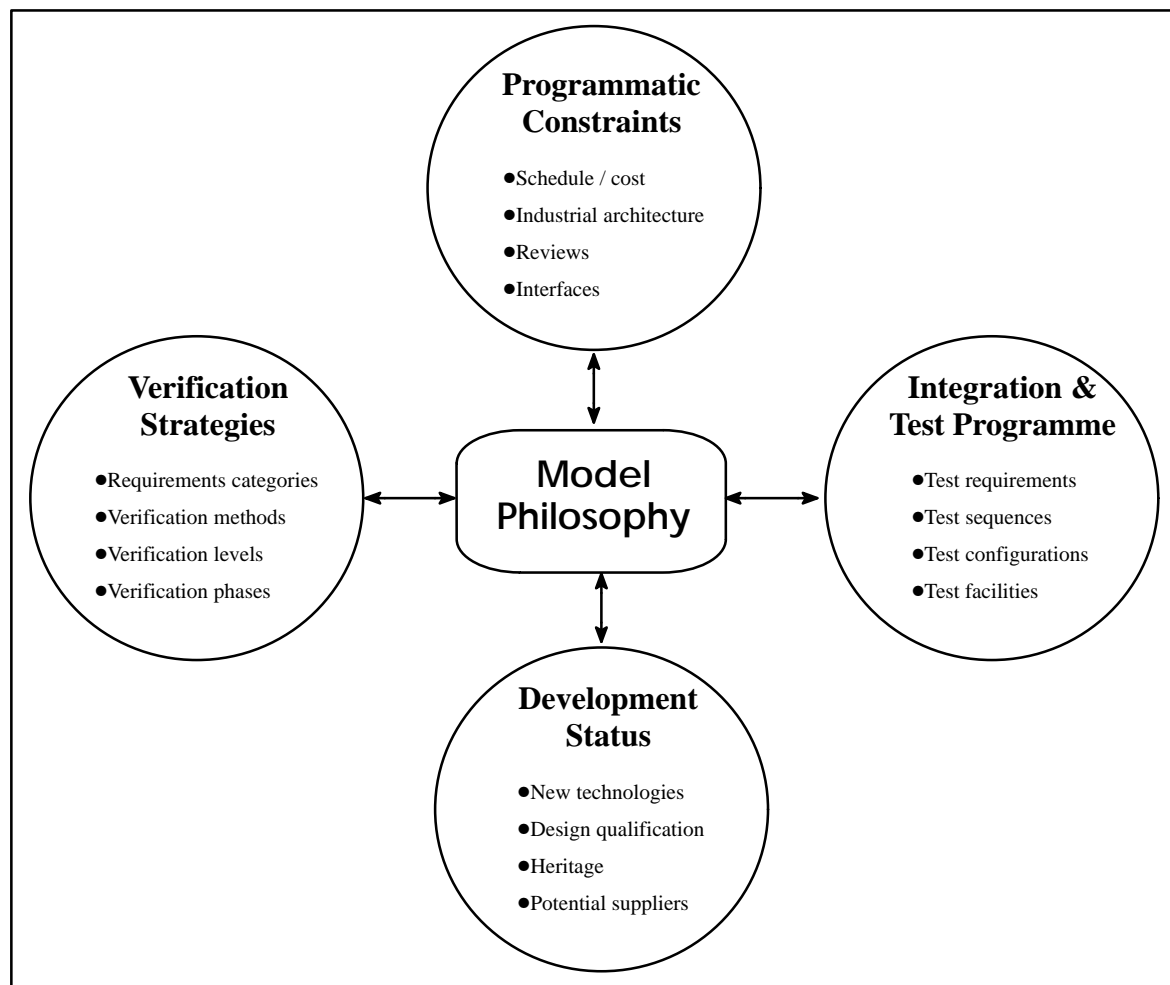 Programmatic
Constraints
●Schedule / cost
●Industrial architecture
●Reviews
●Interfaces
Verification
Strategies
●Requirements categories
●Verification methods
●Verification levels
●Verification phases
Model
Philosophy
Integration &
Test Programme
●Test requirements
●Test sequences
●Test configurations
●Test facilities
Development
Status
●New technologies
●Design qualification
●Heritage
●Potential suppliers